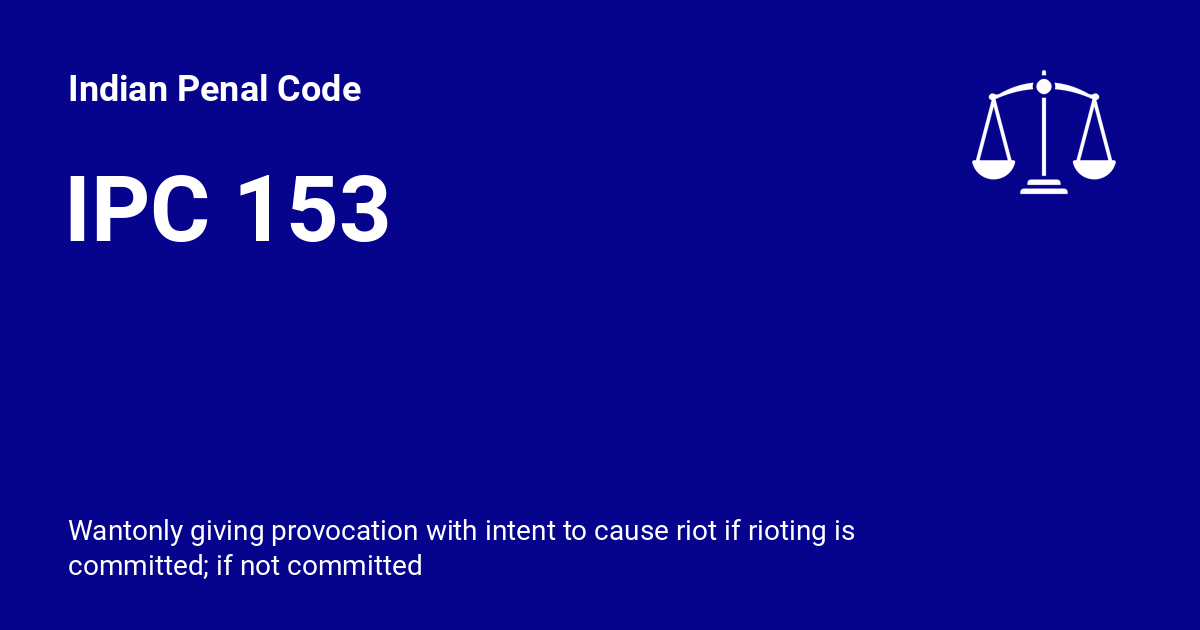 Indian Penal Code
IPC 153
Wantonly giving provocation with intent to cause riot if rioting is
committed; if not committed